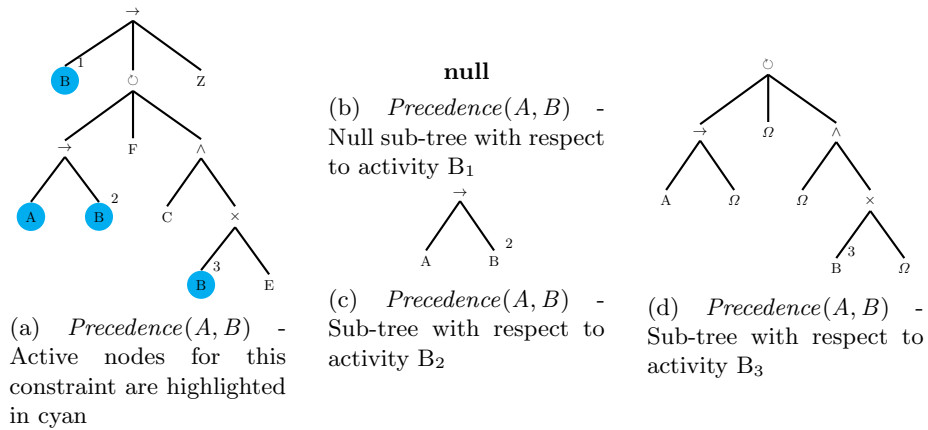 →
B 1
↻
Z
→
F
∧
A
B 2
C
×
B 3
E
(a) Precedence(A, B) -
Active nodes for this
constraint are highlighted
in cyan
null
(b) Precedence(A, B) -
Null sub-tree with respect
to activity B₁
→
A
B 2
(c) Precedence(A, B) -
Sub-tree with respect to
activity B₂
↻
→
Ω
∧
A
Ω
Ω
×
B 3
Ω
(d) Precedence(A, B) -
Sub-tree with respect to
activity B₃